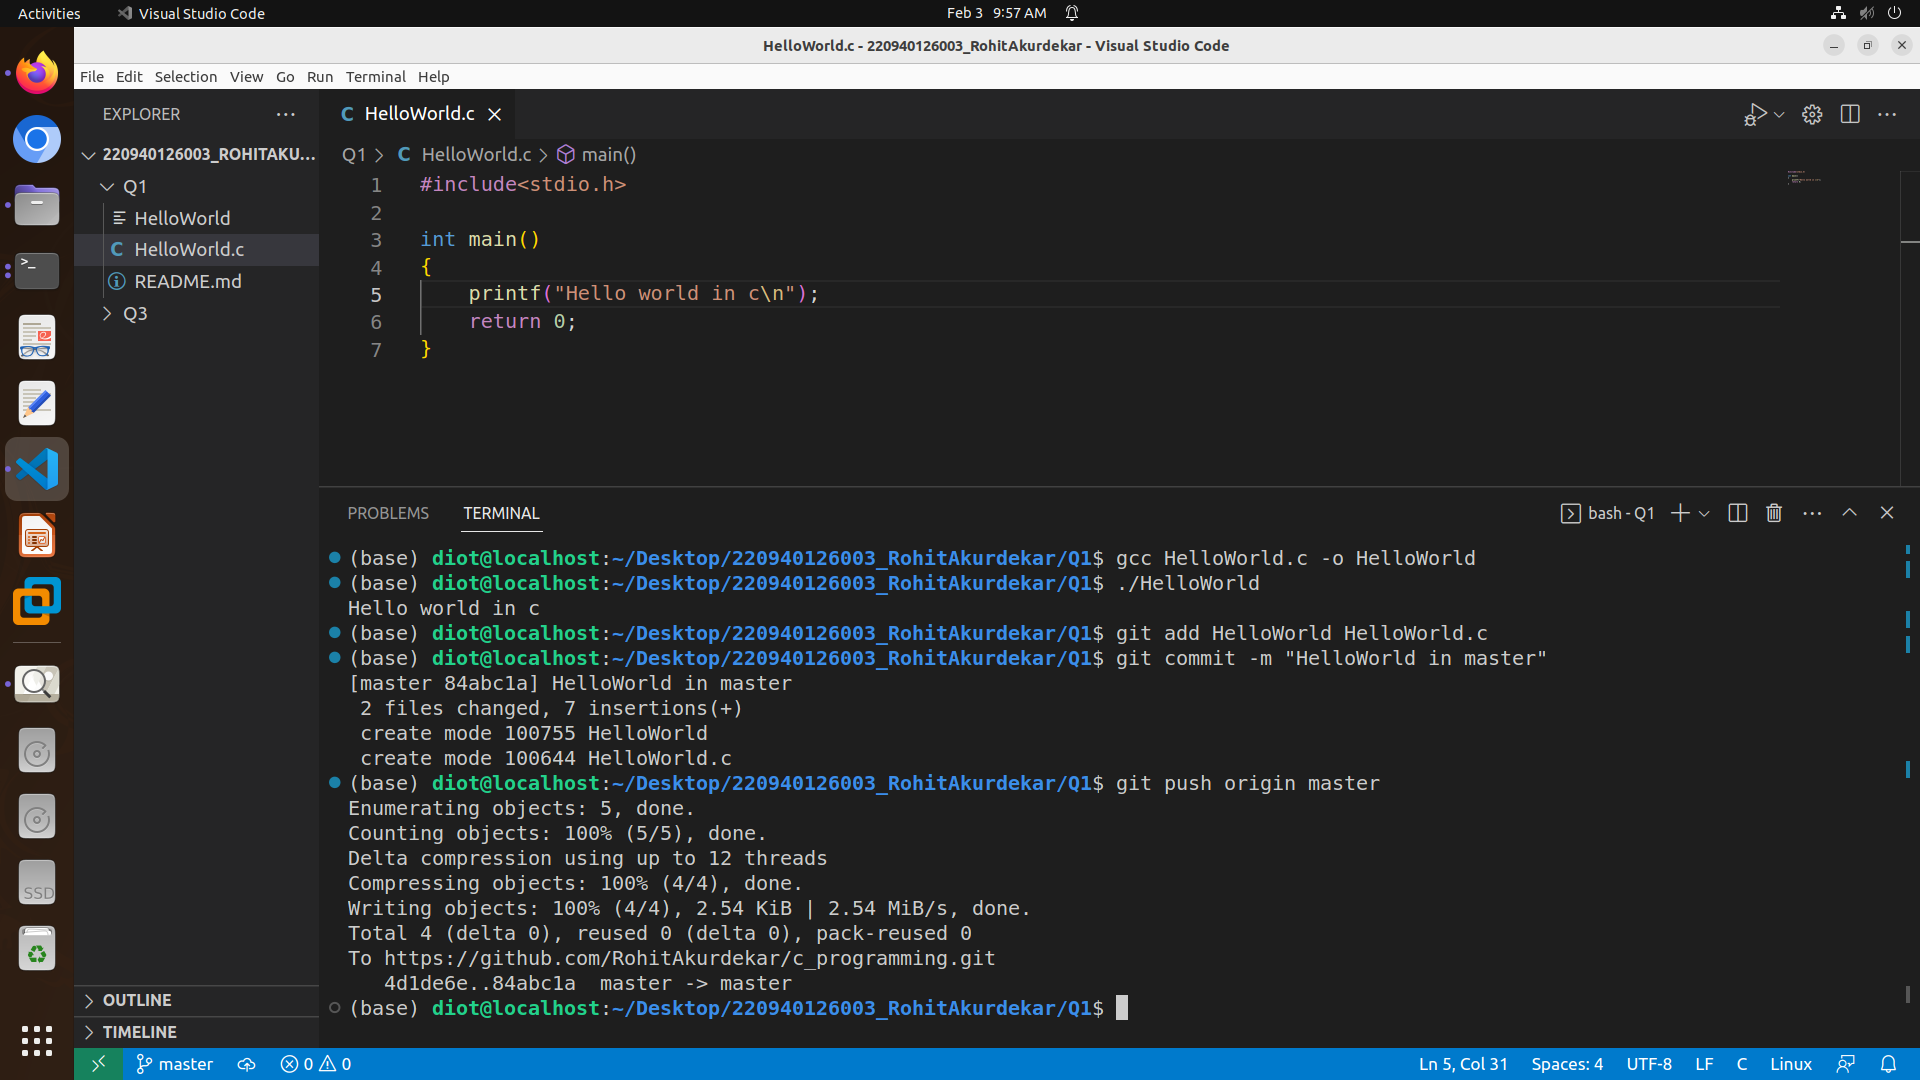 Activities Visual Studio Code Feb 3 9:57 AM
HelloWorld.c - 220940126003_RohitAkurdekar - Visual Studio Code
File Edit Selection View Go Run Terminal Help
EXPLORER
220940126003_ROHITAKU...
Q1
HelloWorld
C HelloWorld.c
README.md
Q3
OUTLINE
TIMELINE
C HelloWorld.c
Q1 > C HelloWorld.c > main()
1 #include<stdio.h>
2
3 int main()
4 {
5 printf("Hello world in c\n");
6 return 0;
7 }
PROBLEMS TERMINAL bash - Q1
(base) diot@localhost:~/Desktop/220940126003_RohitAkurdekar/Q1$ gcc HelloWorld.c -o HelloWorld
(base) diot@localhost:~/Desktop/220940126003_RohitAkurdekar/Q1$ ./HelloWorld
Hello world in c
(base) diot@localhost:~/Desktop/220940126003_RohitAkurdekar/Q1$ git add HelloWorld HelloWorld.c
(base) diot@localhost:~/Desktop/220940126003_RohitAkurdekar/Q1$ git commit -m "HelloWorld in master"
[master 84abc1a] HelloWorld in master
2 files changed, 7 insertions(+)
create mode 100755 HelloWorld
create mode 100644 HelloWorld.c
(base) diot@localhost:~/Desktop/220940126003_RohitAkurdekar/Q1$ git push origin master
Enumerating objects: 5, done.
Counting objects: 100% (5/5), done.
Delta compression using up to 12 threads
Compressing objects: 100% (4/4), done.
Writing objects: 100% (4/4), 2.54 KiB | 2.54 MiB/s, done.
Total 4 (delta 0), reused 0 (delta 0), pack-reused 0
To https://github.com/RohitAkurdekar/c_programming.git
4d1de6e..84abc1a master -> master
(base) diot@localhost:~/Desktop/220940126003_RohitAkurdekar/Q1$
SSD
master 0 0 Ln 5, Col 31 Spaces: 4 UTF-8 LF C Linux